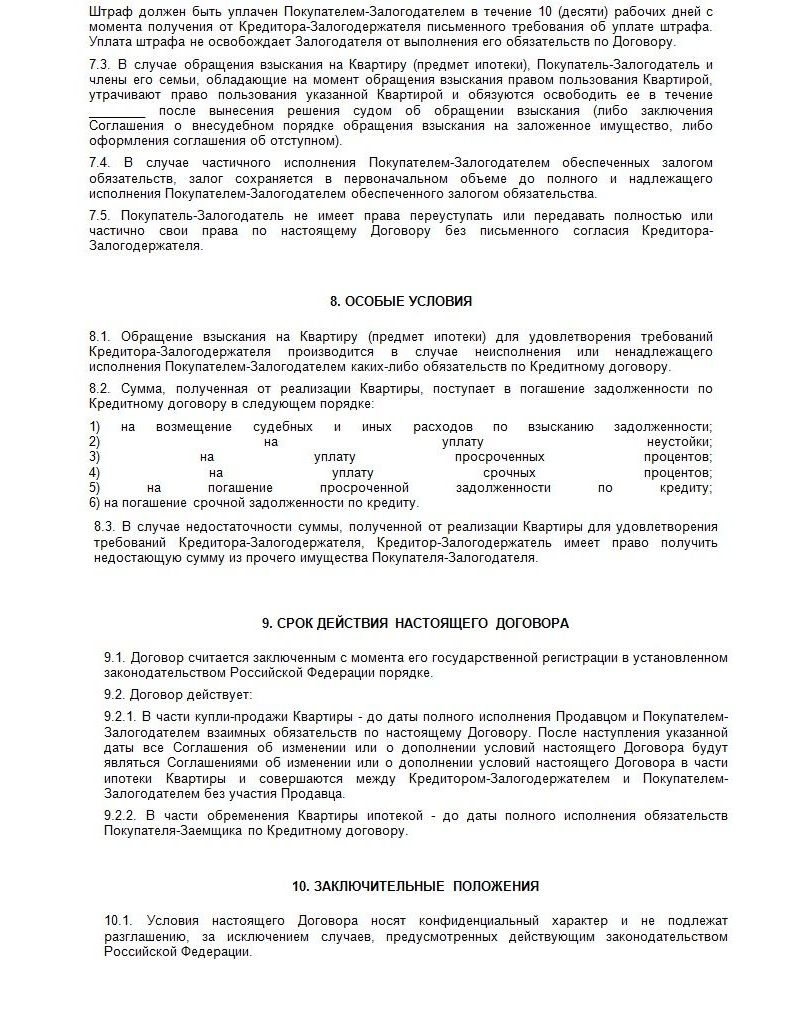 Штраф должен быть уплачен Покупателем-Залогодателем в течение 10 (десяти) рабочих дней с
момента получения от Кредитора-Залогодержателя письменного требования об уплате штрафа.
Уплата штрафа не освобождает Залогодателя от выполнения его обязательств по Договору.
7.3. В случае обращения взыскания на Квартиру (предмет ипотеки), Покупатель-Залогодатель и
члены его семьи, обладающие на момент обращения взыскания правом пользования Квартирой,
утрачивают право пользования указанной Квартирой и обязуются освободить ее в течение
________ после вынесения решения судом об обращении взыскания (либо заключения
Соглашения о внесудебном порядке обращения взыскания на заложенное имущество, либо
оформления соглашения об отступном).
7.4. В случае частичного исполнения Покупателем-Залогодателем обеспеченных залогом
обязательств, залог сохраняется в первоначальном объеме до полного и надлежащего
исполнения Покупателем-Залогодателем обеспеченного залогом обязательства.
7.5. Покупатель-Залогодатель не имеет права переуступать или передавать полностью или
частично свои права по настоящему Договору без письменного согласия Кредитора-
Залогодержателя.
8. ОСОБЫЕ УСЛОВИЯ
8.1. Обращение взыскания на Квартиру (предмет ипотеки) для удовлетворения требований
Кредитора-Залогодержателя производится в случае неисполнения или ненадлежащего
исполнения Покупателем-Залогодателем каких-либо обязательств по Кредитному договору.
8.2. Сумма, полученная от реализации Квартиры, поступает в погашение задолженности по
Кредитному договору в следующем порядке:
1) на возмещение судебных и иных расходов по взысканию задолженности;
2) на уплату неустойки;
3) на уплату просроченных процентов;
4) на уплату срочных процентов;
5) на погашение просроченной задолженности по кредиту;
6) на погашение срочной задолженности по кредиту.
8.3. В случае недостаточности суммы, полученной от реализации Квартиры для удовлетворения
требований Кредитора-Залогодержателя, Кредитор-Залогодержатель имеет право получить
недостающую сумму из прочего имущества Покупателя-Залогодателя.
9. СРОК ДЕЙСТВИЯ НАСТОЯЩЕГО ДОГОВОРА
9.1. Договор считается заключенным с момента его государственной регистрации в установленном
законодательством Российской Федерации порядке.
9.2. Договор действует:
9.2.1. В части купли-продажи Квартиры - до даты полного исполнения Продавцом и Покупателем-
Залогодателем взаимных обязательств по настоящему Договору. После наступления указанной
даты все Соглашения об изменении или о дополнении условий настоящего Договора будут
являться Соглашениями об изменении или о дополнении условий настоящего Договора в части
ипотеки Квартиры и совершаются между Кредитором-Залогодержателем и Покупателем-
Залогодателем без участия Продавца.
9.2.2. В части обременения Квартиры ипотекой - до даты полного исполнения обязательств
Покупателя-Заемщика по Кредитному договору.
10. ЗАКЛЮЧИТЕЛЬНЫЕ ПОЛОЖЕНИЯ
10.1. Условия настоящего Договора носят конфиденциальный характер и не подлежат
разглашению, за исключением случаев, предусмотренных действующим законодательством
Российской Федерации.